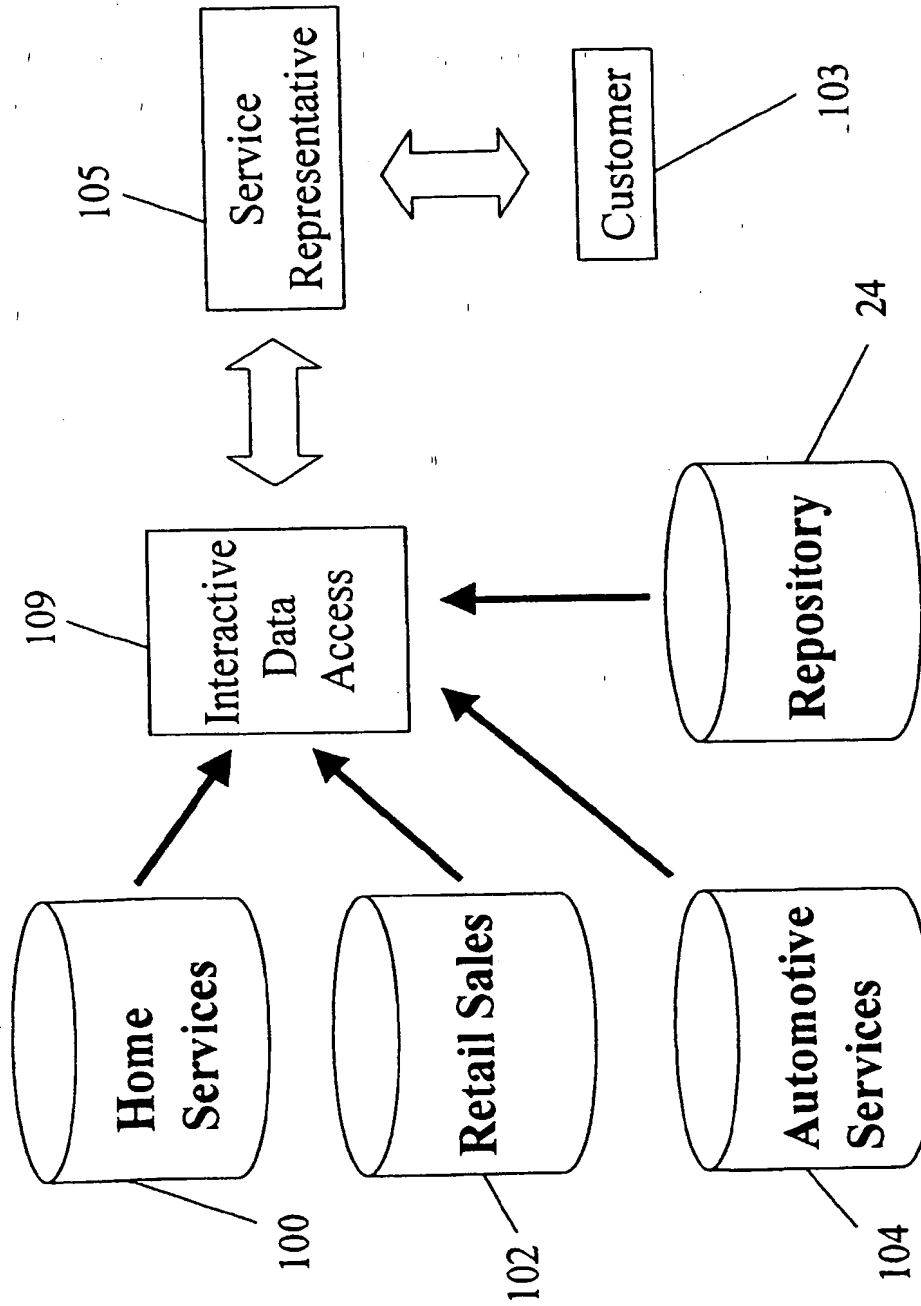 105
Service
Representative
109
Interactive
Data
Access
Customer
103
Home
Services
100
Retail Sales
102
Automotive
Services
104
Repository
24